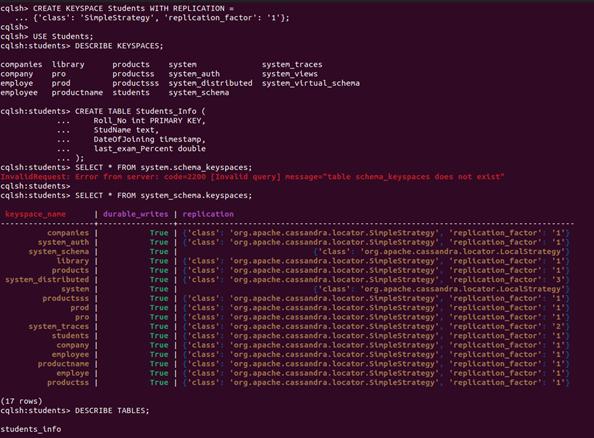 cqlsh> CREATE KEYSPACE Students WITH REPLICATION =
   ... {'class': 'SimpleStrategy', 'replication_factor': '1'};
cqlsh>
cqlsh> USE Students;
cqlsh:students> DESCRIBE KEYSPACES;

companies  library      products   system              system_traces
company    pro          productss  system_auth         system_views
employe    prod         productsss system_distributed  system_virtual_schema
employee   productname  students   system_schema

cqlsh:students> CREATE TABLE Students_Info (
            ...     Roll_No int PRIMARY KEY,
            ...     StudName text,
            ...     DateOfJoining timestamp,
            ...     last_exam_Percent double
            ... );
cqlsh:students> SELECT * FROM system.schema_keyspaces;
InvalidRequest: Error from server: code=2200 [Invalid query] message="table schema_keyspaces does not exist"
cqlsh:students>
cqlsh:students> SELECT * FROM system_schema.keyspaces;

keyspace_name | durable_writes | replication
companies | True | {'class': 'org.apache.cassandra.locator.SimpleStrategy', 'replication_factor': '1'}
system_auth | True | {'class': 'org.apache.cassandra.locator.SimpleStrategy', 'replication_factor': '1'}
system_schema | True | {'class': 'org.apache.cassandra.locator.LocalStrategy'}
library | True | {'class': 'org.apache.cassandra.locator.SimpleStrategy', 'replication_factor': '1'}
products | True | {'class': 'org.apache.cassandra.locator.SimpleStrategy', 'replication_factor': '1'}
system_distributed | True | {'class': 'org.apache.cassandra.locator.SimpleStrategy', 'replication_factor': '3'}
system | True | {'class': 'org.apache.cassandra.locator.LocalStrategy'}
productsss | True | {'class': 'org.apache.cassandra.locator.SimpleStrategy', 'replication_factor': '1'}
prod | True | {'class': 'org.apache.cassandra.locator.SimpleStrategy', 'replication_factor': '1'}
pro | True | {'class': 'org.apache.cassandra.locator.SimpleStrategy', 'replication_factor': '1'}
system_traces | True | {'class': 'org.apache.cassandra.locator.SimpleStrategy', 'replication_factor': '2'}
students | True | {'class': 'org.apache.cassandra.locator.SimpleStrategy', 'replication_factor': '1'}
company | True | {'class': 'org.apache.cassandra.locator.SimpleStrategy', 'replication_factor': '1'}
employee | True | {'class': 'org.apache.cassandra.locator.SimpleStrategy', 'replication_factor': '1'}
productname | True | {'class': 'org.apache.cassandra.locator.SimpleStrategy', 'replication_factor': '1'}
employe | True | {'class': 'org.apache.cassandra.locator.SimpleStrategy', 'replication_factor': '1'}
productss | True | {'class': 'org.apache.cassandra.locator.SimpleStrategy', 'replication_factor': '1'}

(17 rows)
cqlsh:students> DESCRIBE TABLES;

students_info